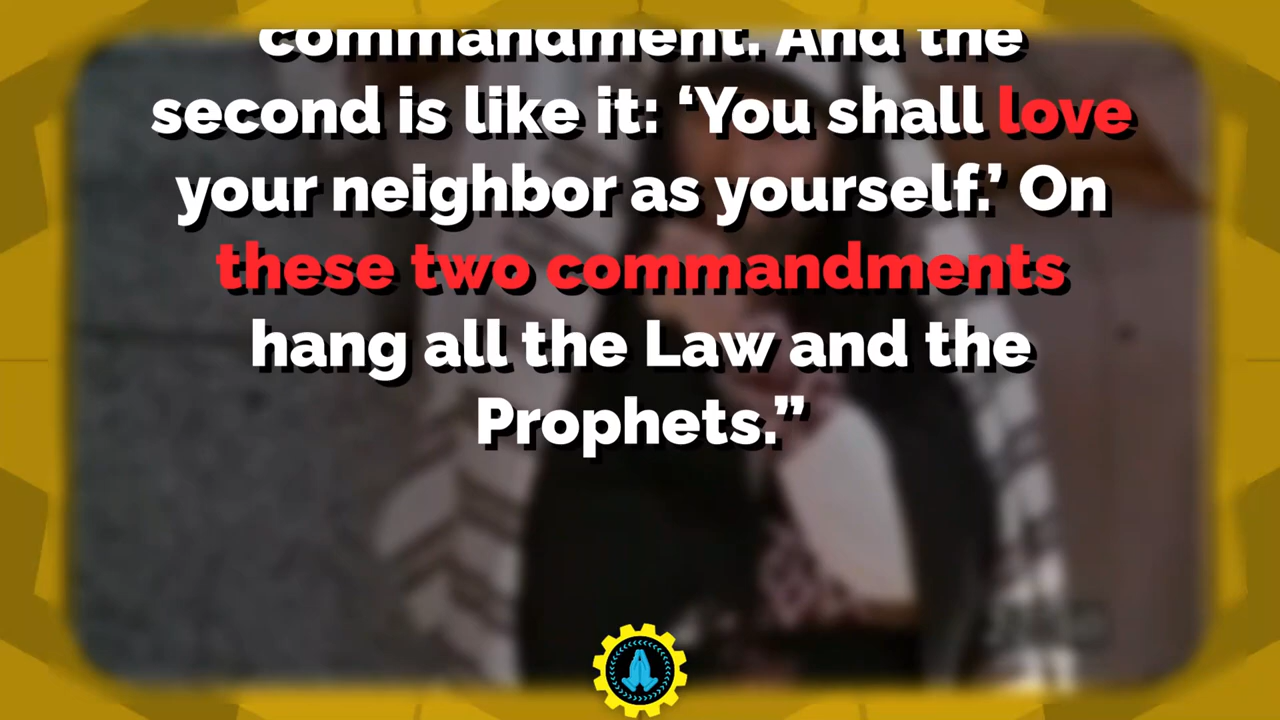 commandment. And the
second is like it: ‘You shall love
your neighbor as yourself.’ On
these two commandments
hang all the Law and the
Prophets.”